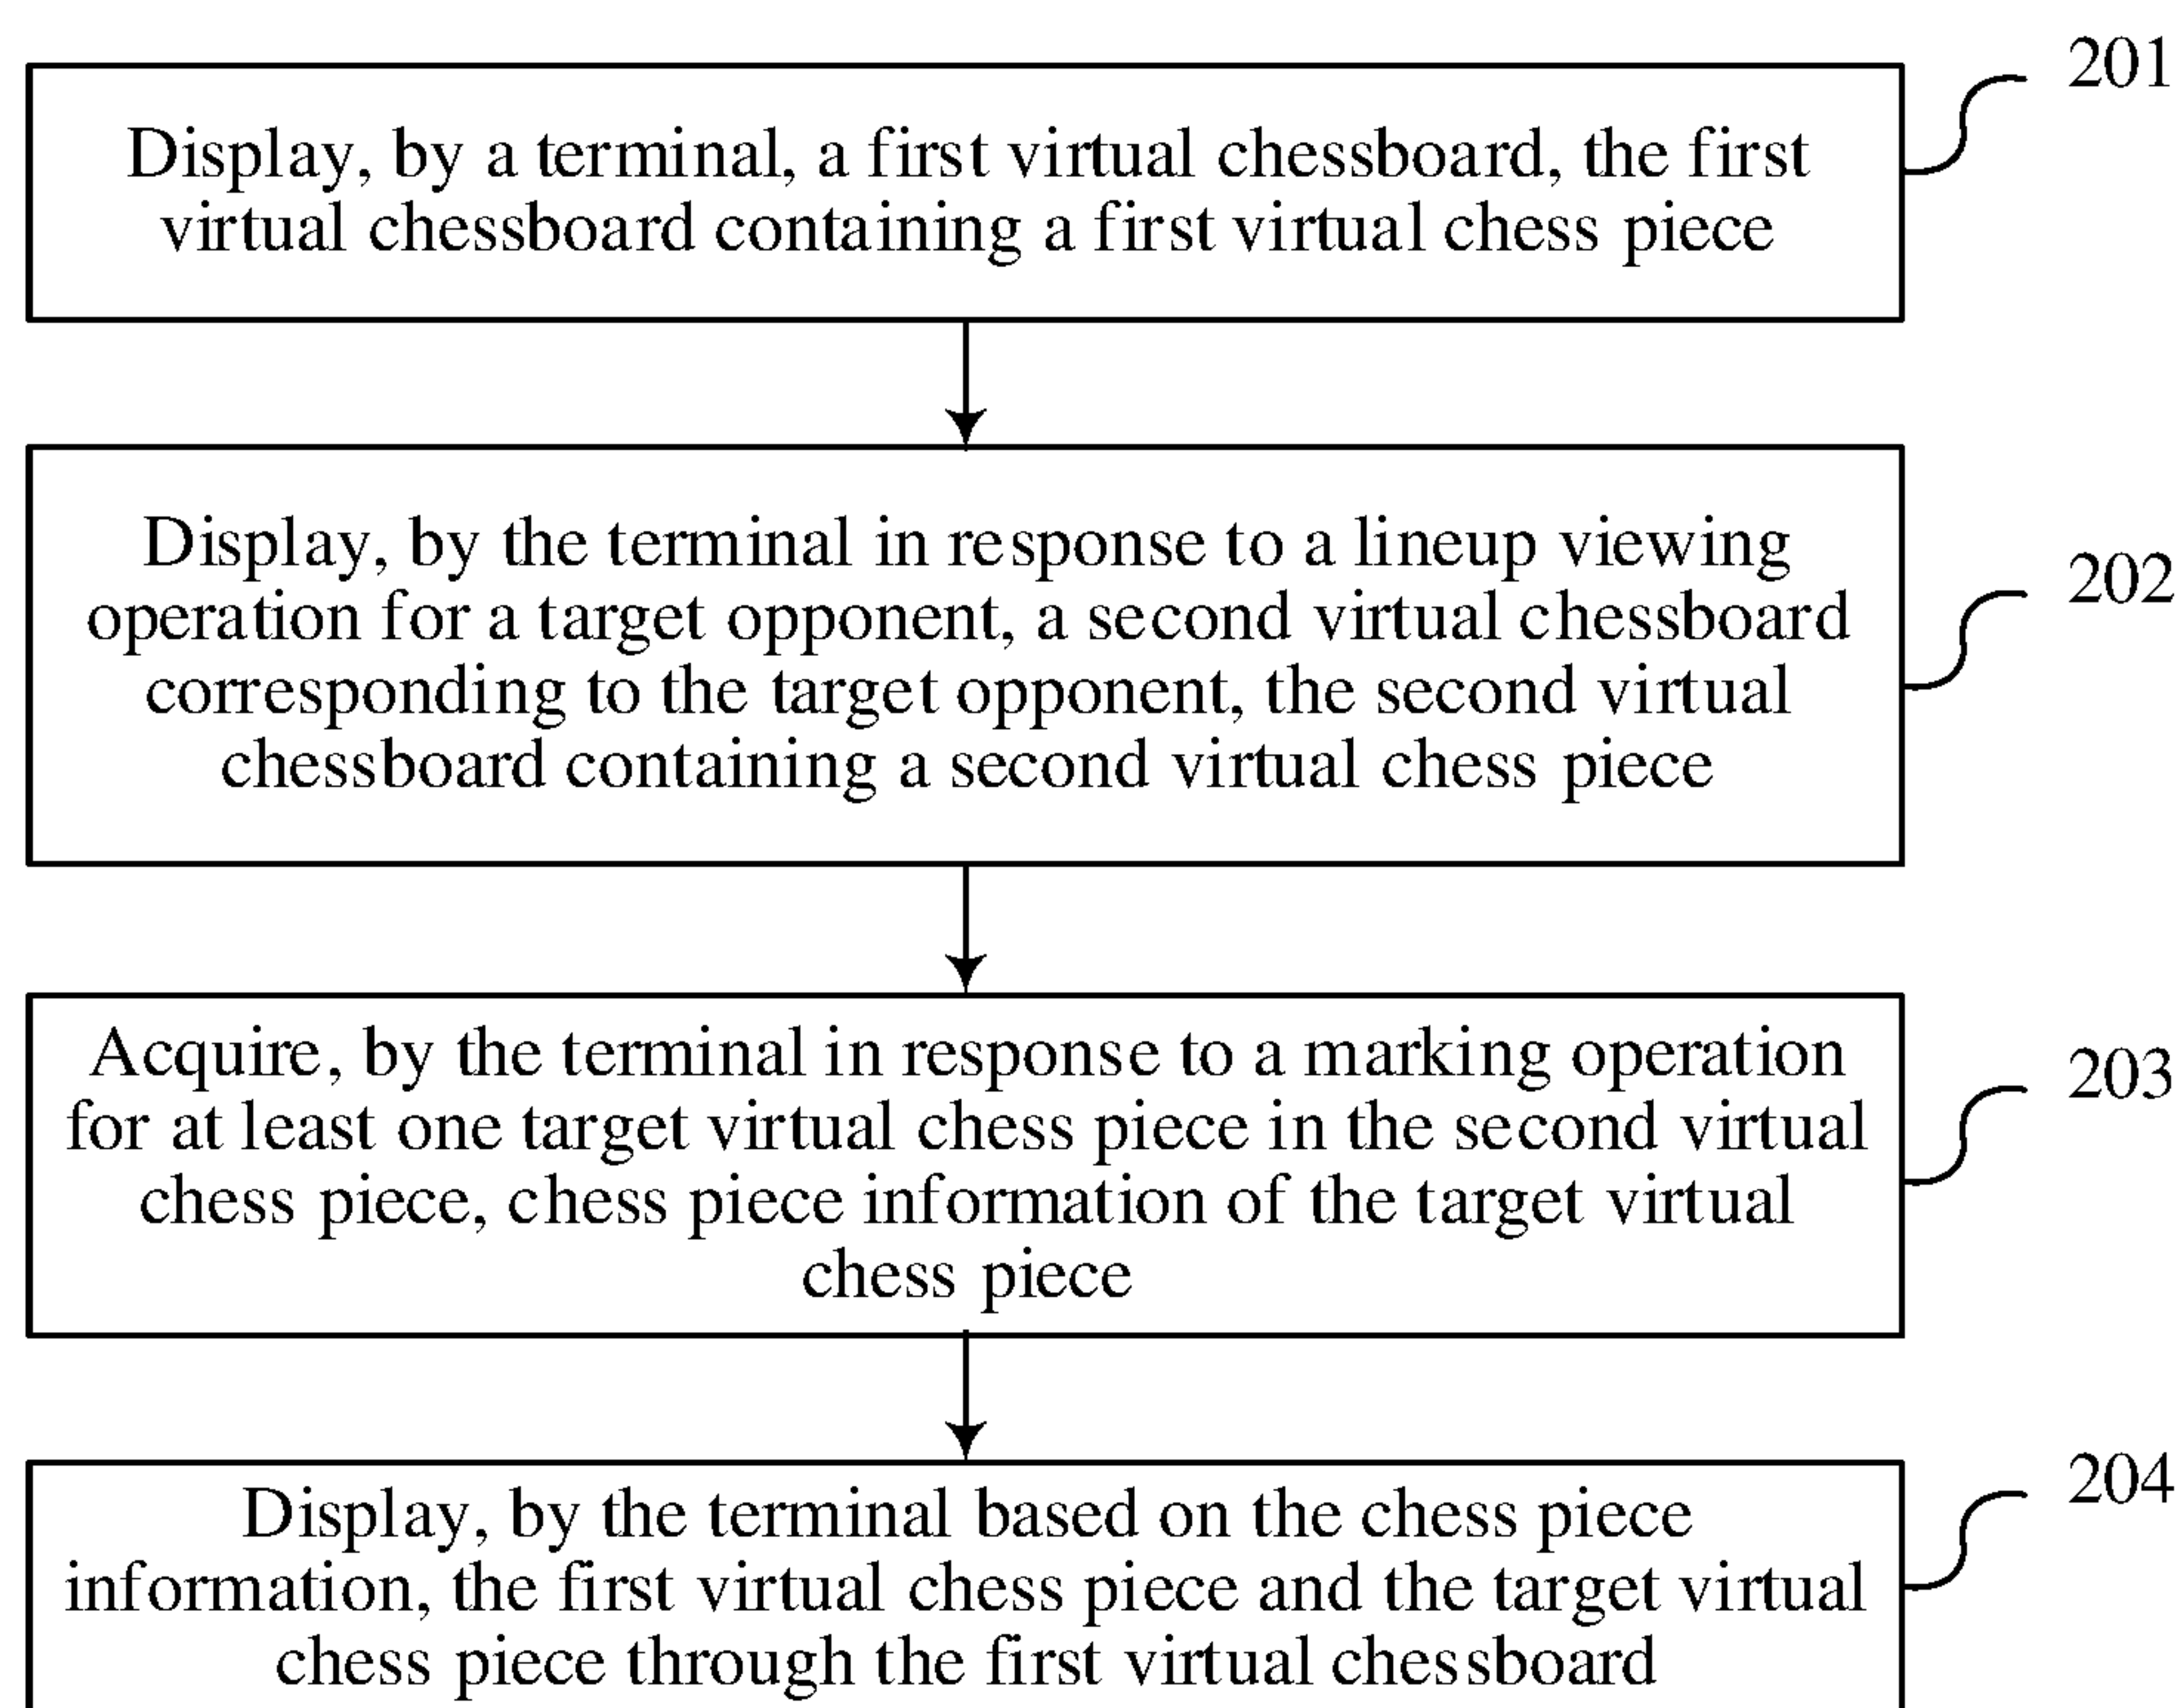 201
Display, by a terminal, a first virtual chessboard, the first
virtual chessboard containing a first virtual chess piece
202
Display, by the terminal in response to a lineup viewing
operation for a target opponent, a second virtual chessboard
corresponding to the target opponent, the second virtual
chessboard containing a second virtual chess piece
203
Acquire, by the terminal in response to a marking operation
for at least one target virtual chess piece in the second virtual
chess piece, chess piece information of the target virtual
chess piece
204
Display, by the terminal based on the chess piece
information, the first virtual chess piece and the target virtual
chess piece through the first virtual chessboard